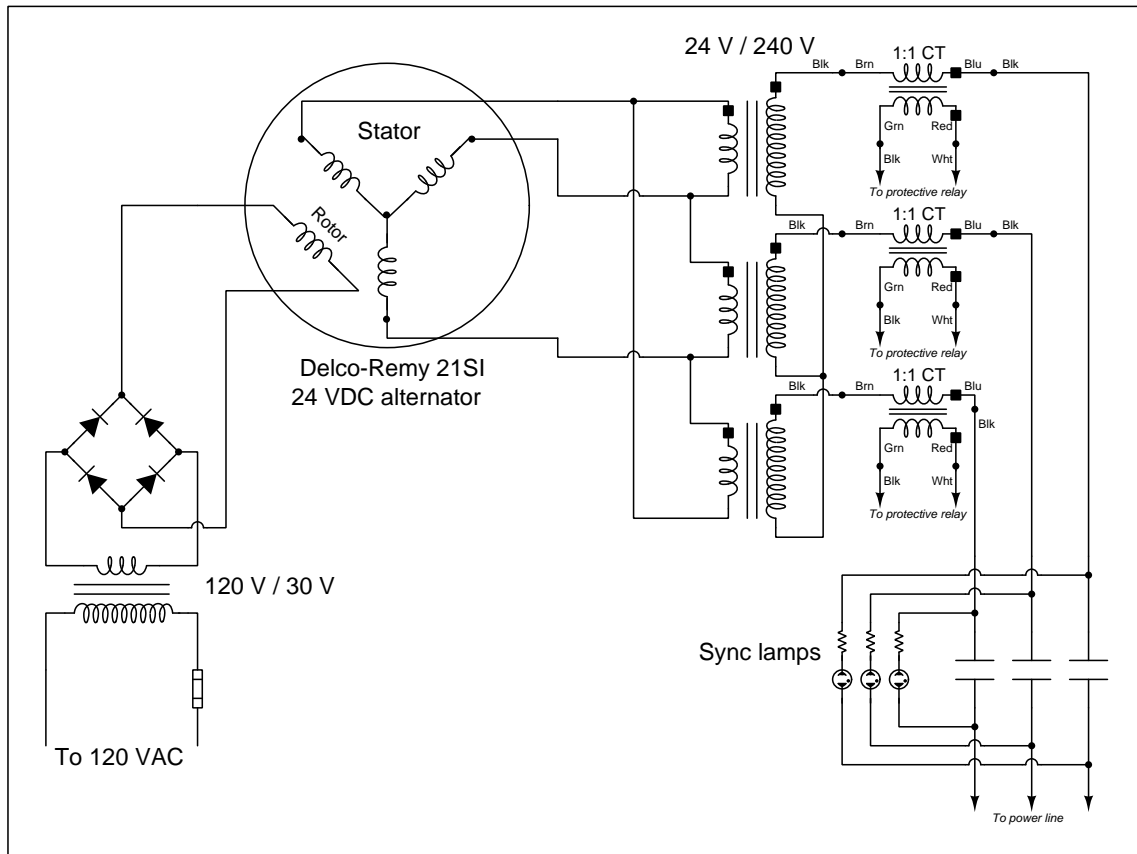 24 V / 240 V
Blk
Brn
1:1 CT
Blu
Blk
Grn
Red
Blk
Wht
To protective relay
Stator
Rotor
Blk
Brn
1:1 CT
Blu
Blk
Grn
Red
Blk
Wht
To protective relay
Delco-Remy 21SI
24 VDC alternator
Blk
Brn
1:1 CT
Blu
Blk
Grn
Red
Blk
Wht
To protective relay
120 V / 30 V
Sync lamps
To 120 VAC
To power line